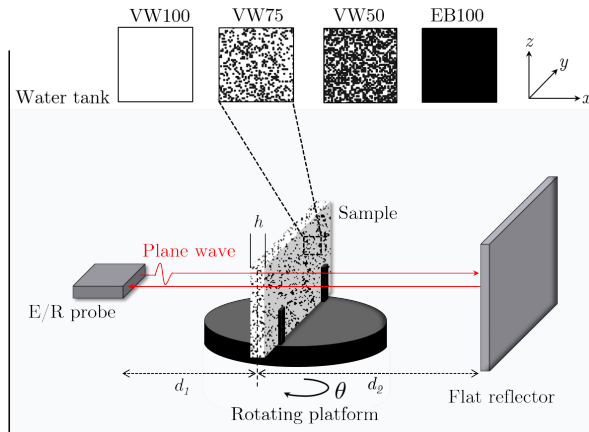 VW100 VW75 VW50 EB100
z
y
x
Water tank
h
Sample
Plane wave
E/R probe
d1 θ d2
Flat reflector
Rotating platform